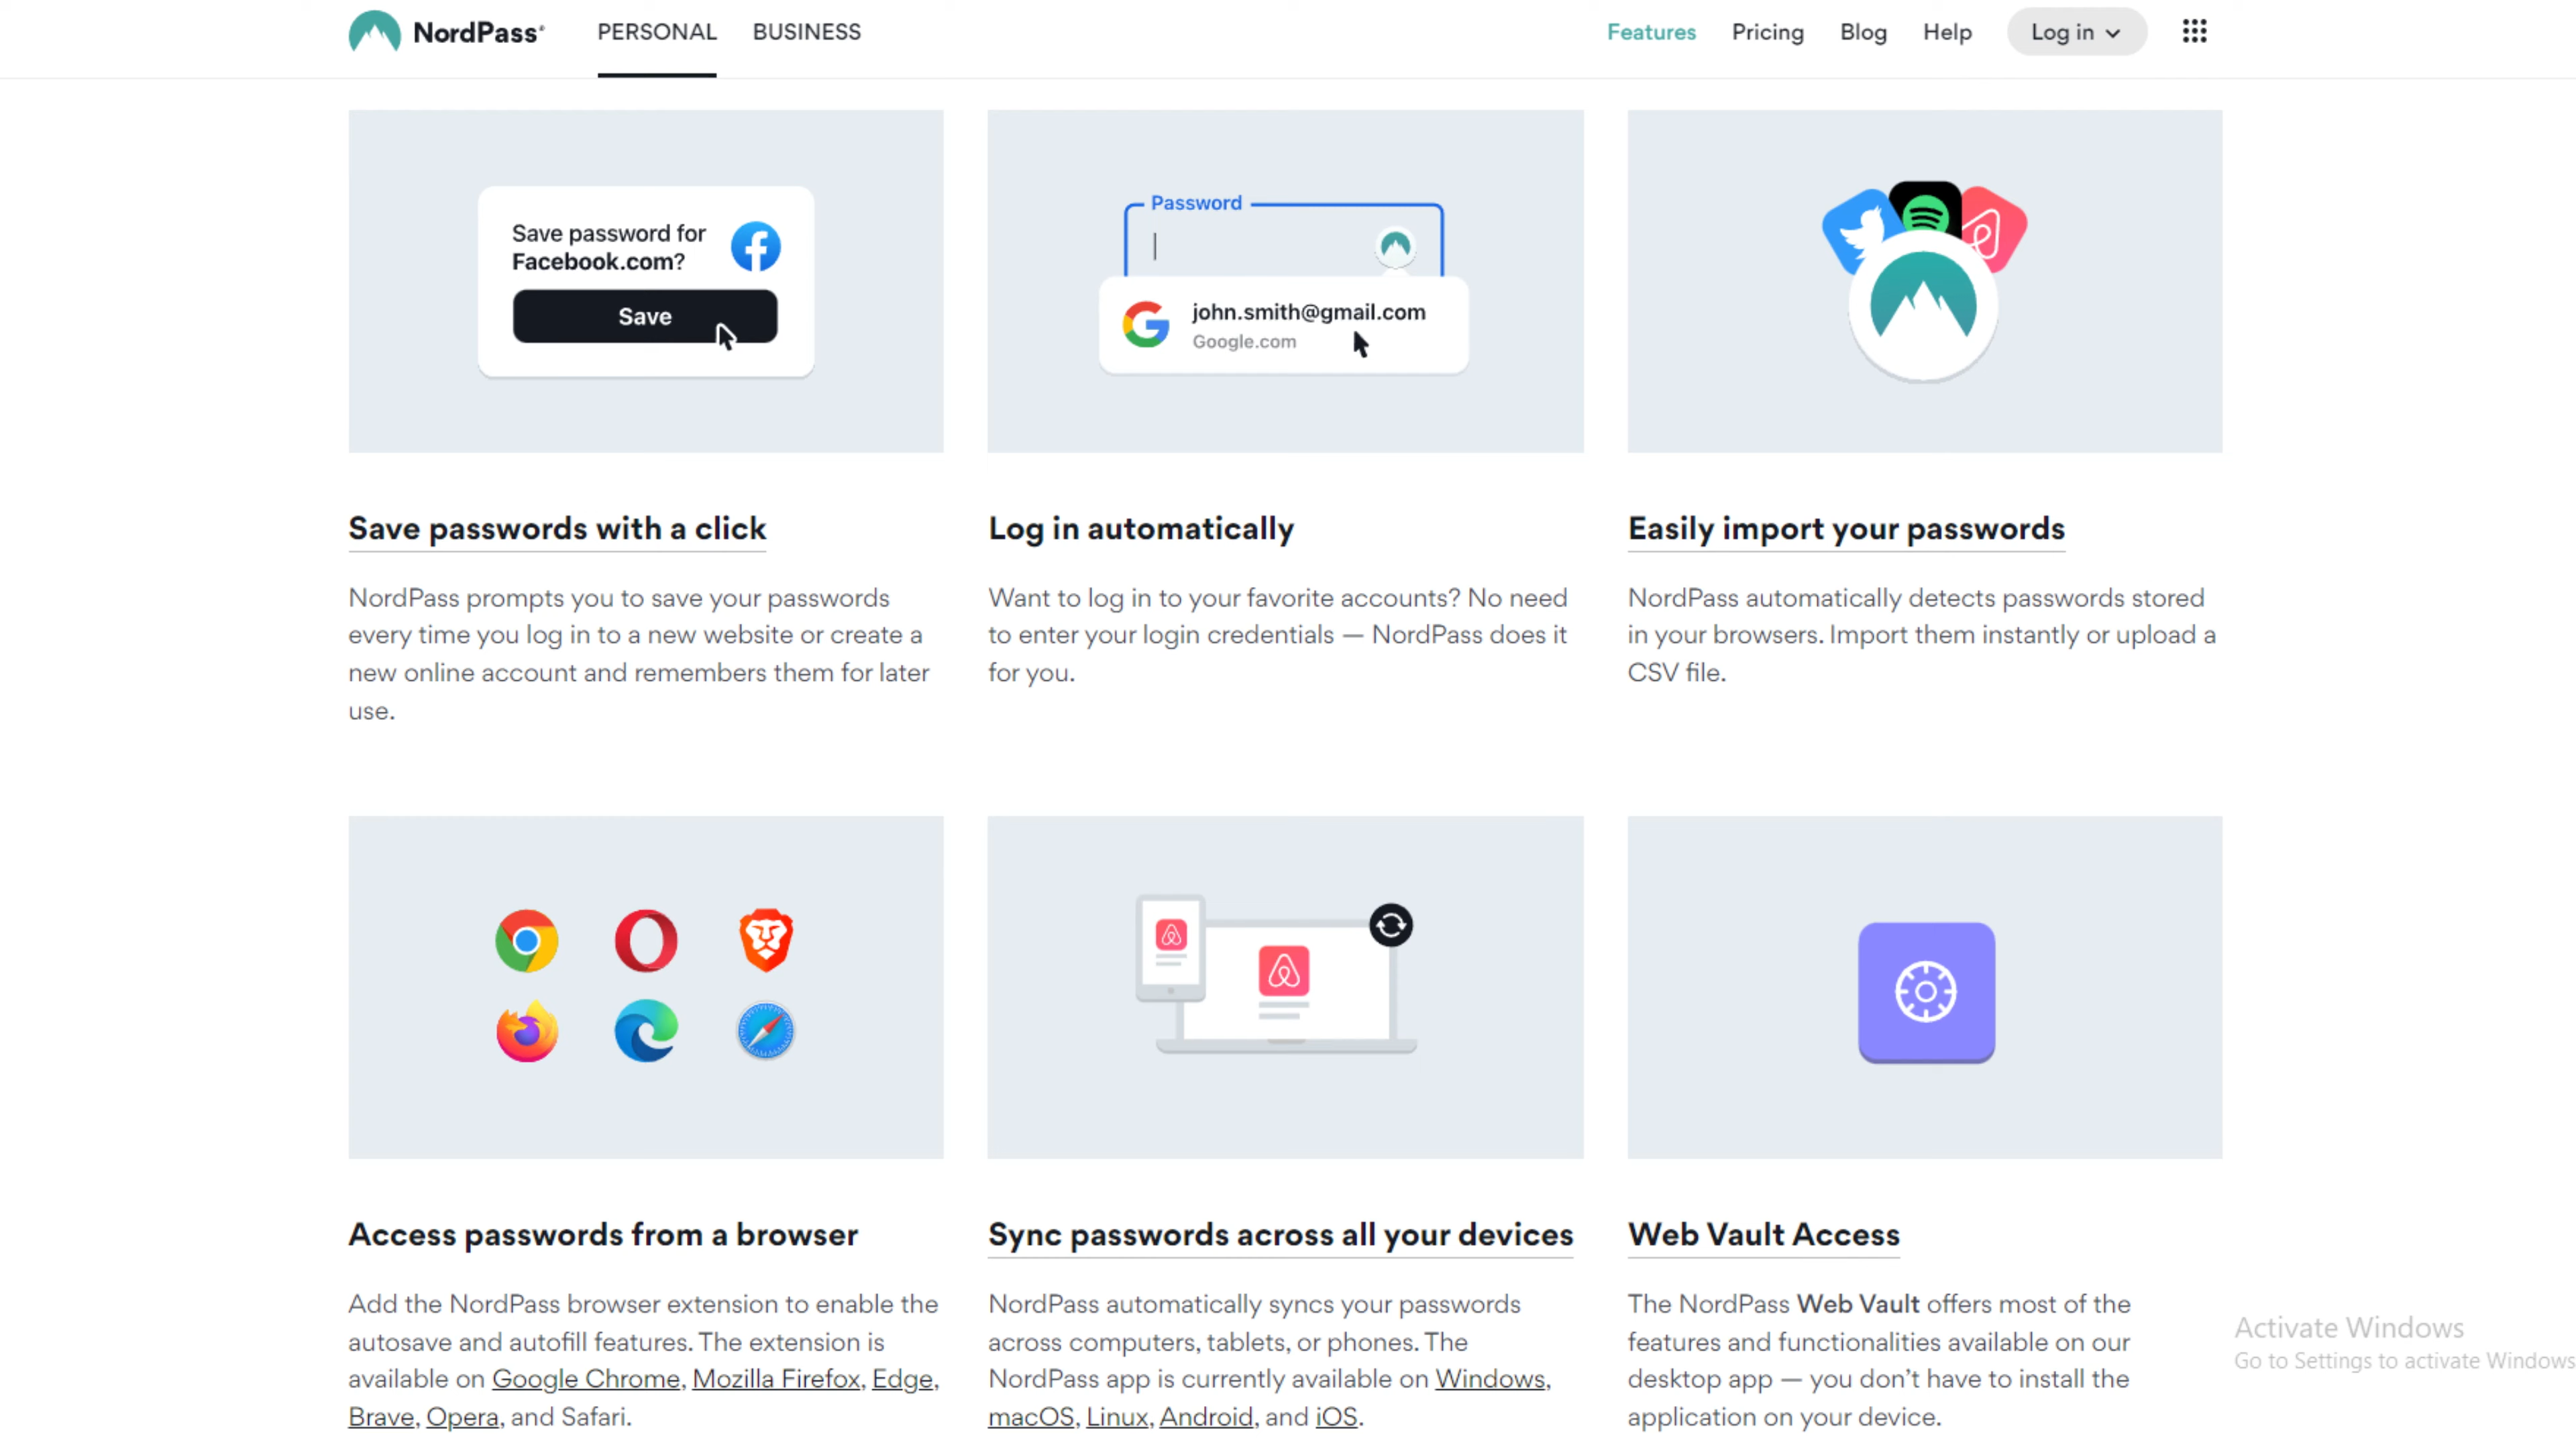 NordPass®
PERSONAL
BUSINESS
Features
Pricing
Blog
Help
Log in
Save password for
Facebook.com?
Save
Password
john.smith@gmail.com
Google.com
Save passwords with a click
NordPass prompts you to save your passwords
every time you log in to a new website or create a
new online account and remembers them for later
use.
Log in automatically
Want to log in to your favorite accounts? No need
to enter your login credentials — NordPass does it
for you.
Easily import your passwords
NordPass automatically detects passwords stored
in your browsers. Import them instantly or upload a
CSV file.
Access passwords from a browser
Add the NordPass browser extension to enable the
autosave and autofill features. The extension is
available on Google Chrome, Mozilla Firefox, Edge,
Brave, Opera, and Safari.
Sync passwords across all your devices
NordPass automatically syncs your passwords
across computers, tablets, or phones. The
NordPass app is currently available on Windows,
macOS, Linux, Android, and iOS.
Web Vault Access
The NordPass Web Vault offers most of the
features and functionalities available on our
desktop app — you don't have to install the
application on your device.
Activate Windows
Go to Settings to activate Windows